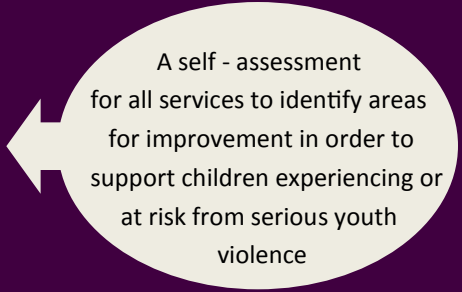 A self - assessment
for all services to identify areas
for improvement in order to
support children experiencing or
at risk from serious youth
violence